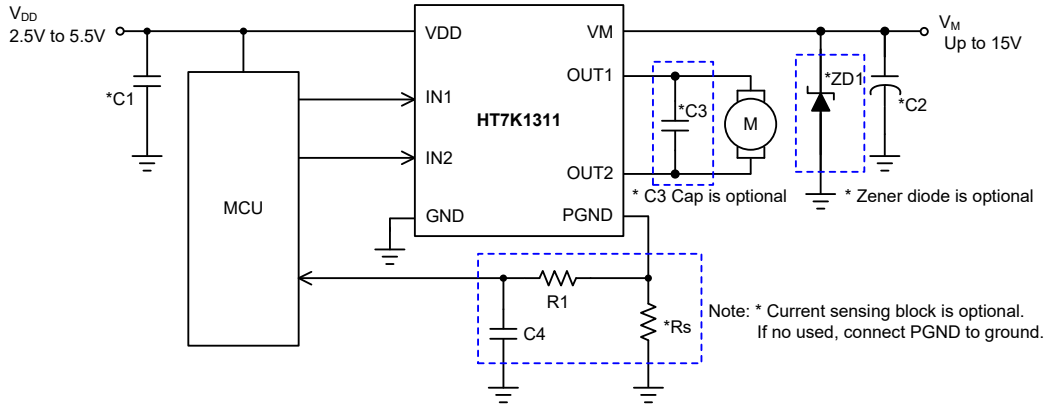 VDD
2.5V to 5.5V
*C1
MCU
VDD
IN1
IN2
GND
HT7K1311
VM
OUT1
OUT2
PGND
*C3
M
* C3 Cap is optional
*ZD1
*C2
VM
Up to 15V
* Zener diode is optional
R1
C4
*Rs
Note: * Current sensing block is optional.
If no used, connect PGND to ground.